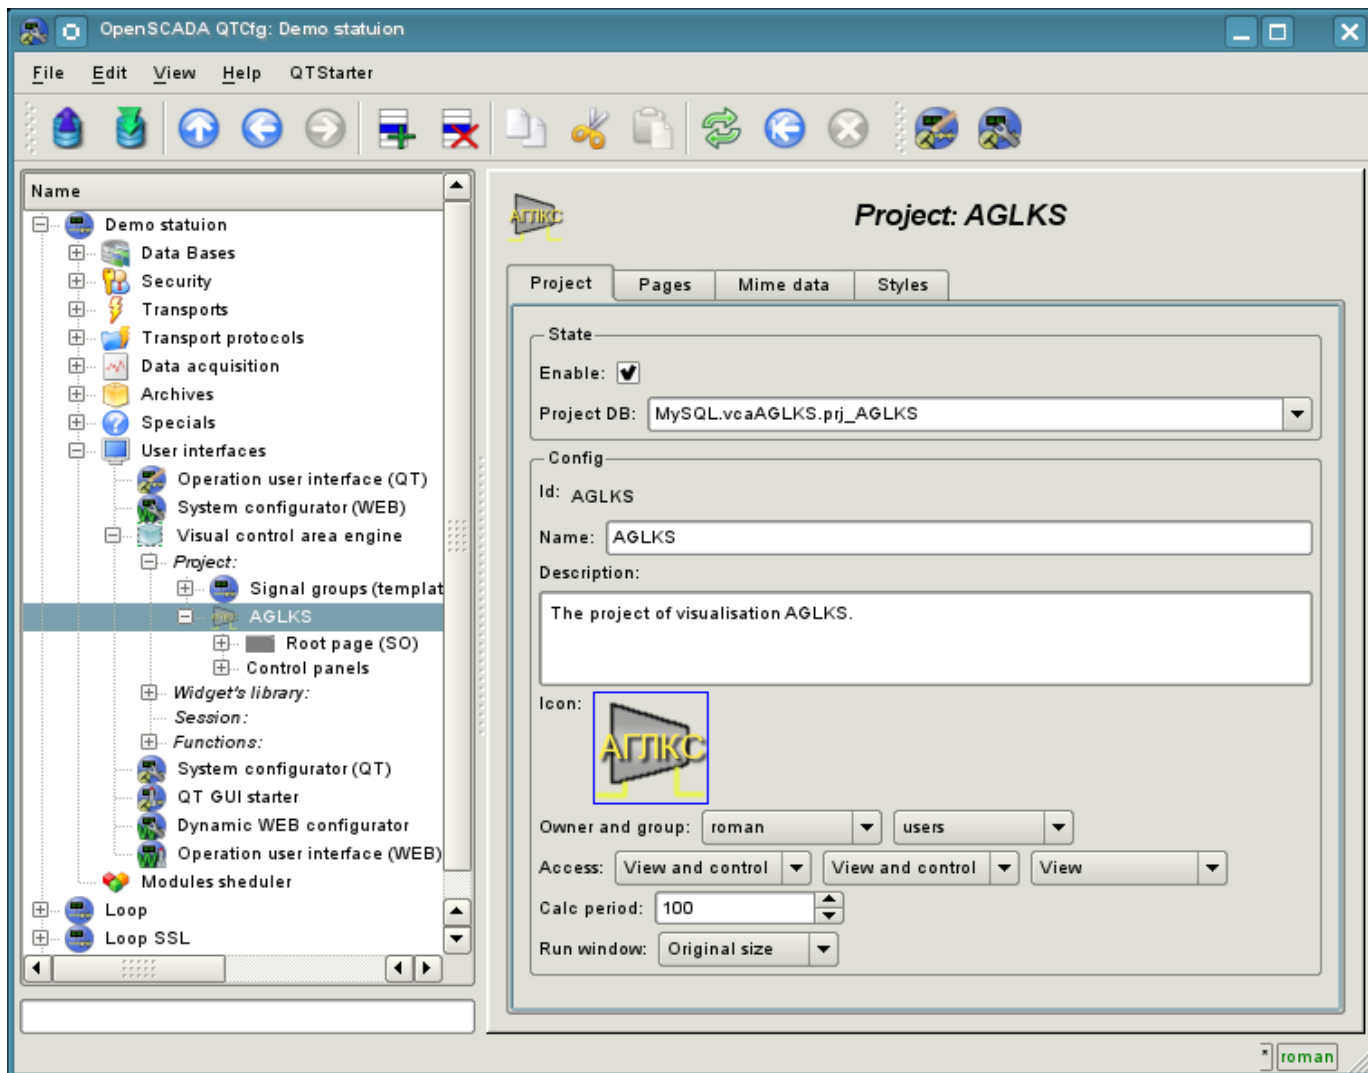 OpenSCADA QTCfg: Demo statuion
File Edit View Help QTStarter
Name
Demo statuion
Data Bases
Security
Transports
Transport protocols
Data acquisition
Archives
Specials
User interfaces
Operation user interface (QT)
System configurator (WEB)
Visual control area engine
Project:
Signal groups (templat
AGLKS
Root page (SO)
Control panels
Widget's library:
Session:
Functions:
System configurator (QT)
QT GUI starter
Dynamic WEB configurator
Operation user interface (WEB)
Modules sheduler
Loop
Loop SSL
АГЛКС
Project: AGLKS
Project Pages Mime data Styles
State
Enable:
Project DB: MySQL.vcaAGLKS.prj_AGLKS
Config
Id: AGLKS
Name: AGLKS
Description:
The project of visualisation AGLKS.
Icon:
АГЛКС
Owner and group: roman users
Access: View and control View and control View
Calc period: 100
Run window: Original size
* roman